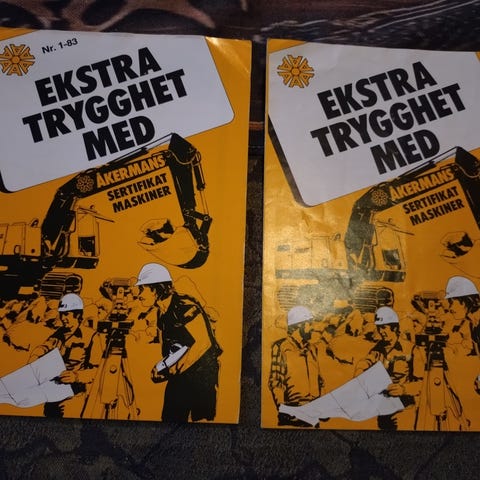 Nr. 1-83
EKSTRA
TRYGGHET
MED
ÅKERMANS
SERTIFIKAT
MASKINER
EKSTRA
TRYGGHET
MED
ÅKERMANS
SERTIFIKAT
MASKINER